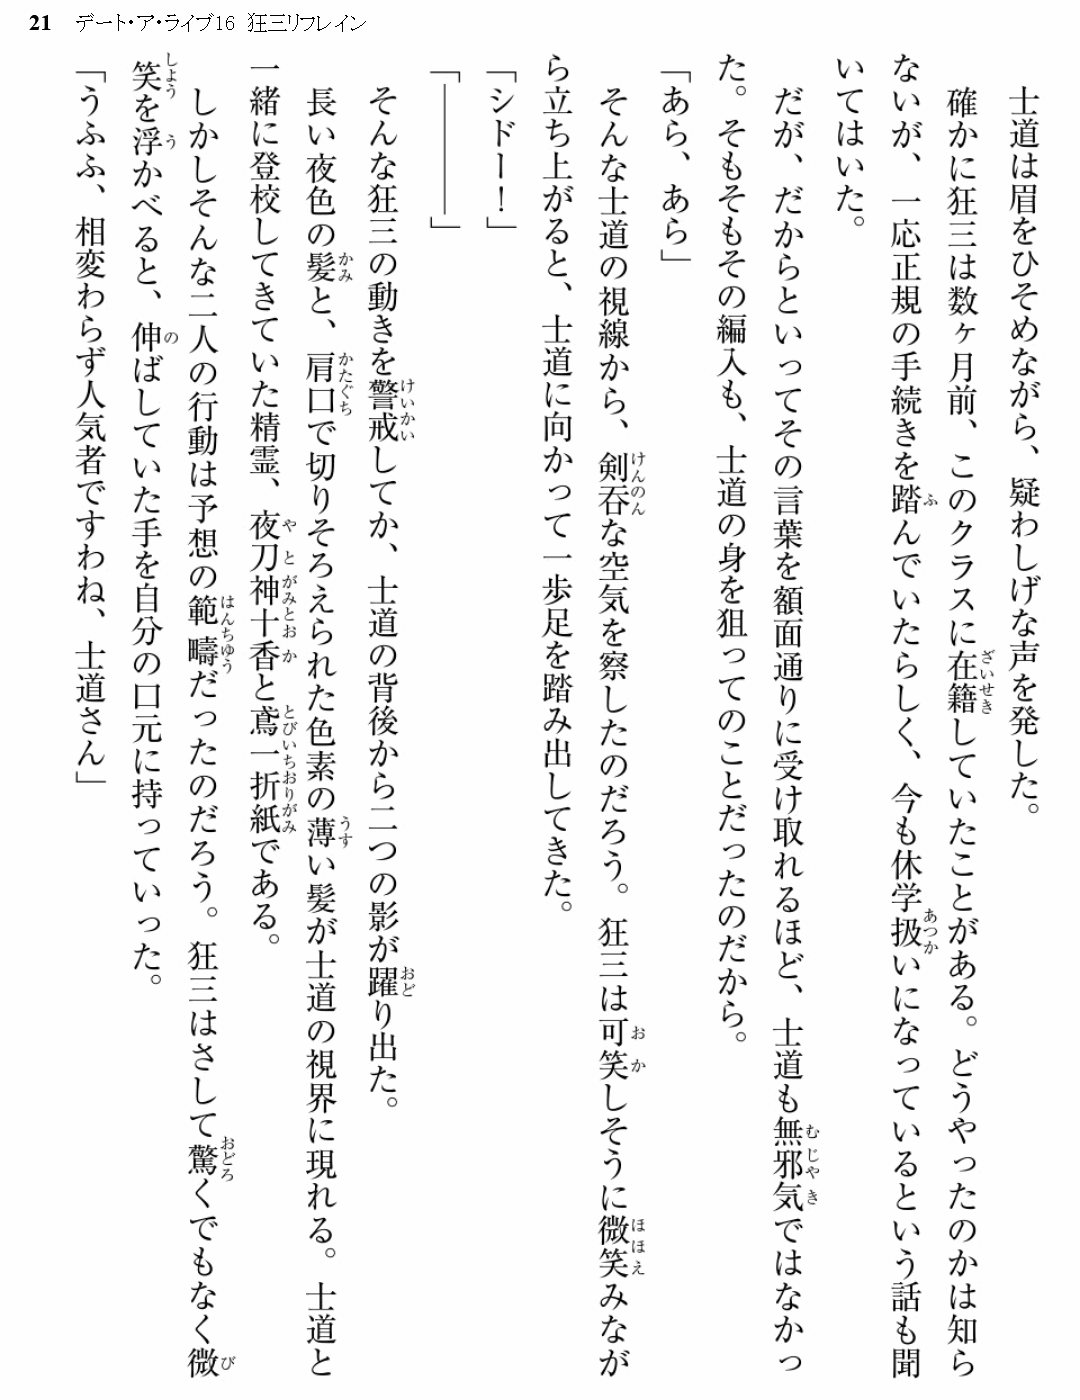 21 デート・ア・ライブ16 狂三リフレイン
士道は眉をひそめながら、疑わしげな声を発した。
確かに狂三は数ヶ月前、このクラスに在籍していたことがある。どうやったのかは知ら
ないが、一応正規の手続きを踏んでいたらしく、今も休学扱いになっているという話も聞
いてはいた。
だが、だからといってその言葉を額面通りに受け取れるほど、士道も無邪気ではなかっ
た。そもそもその編入も、士道の身を狙ってのことだったのだから。
「あら、あら」
そんな士道の視線から、剣呑な空気を察したのだろう。狂三は可笑しそうに微笑みなが
ら立ち上がると、士道に向かって一歩足を踏み出してきた。
「シドー！」
「――――」
そんな狂三の動きを警戒してか、士道の背後から二つの影が躍り出た。
長い夜色の髪と、肩口で切りそろえられた色素の薄い髪が士道の視界に現れる。士道と
一緒に登校してきていた精霊、夜刀神十香と鳶一折紙である。
しかしそんな二人の行動は予想の範疇だったのだろう。狂三はさして驚くでもなく微
笑を浮かべると、伸ばしていた手を自分の口元に持っていった。
「うふふ、相変わらず人気者ですわね、士道さん」